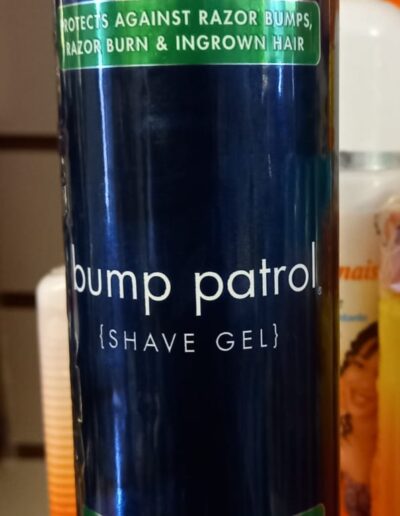 PROTECTS AGAINST RAZOR BUMPS,
RAZOR BURN & INGROWN HAIR
bump patrol®
{SHAVE GEL}